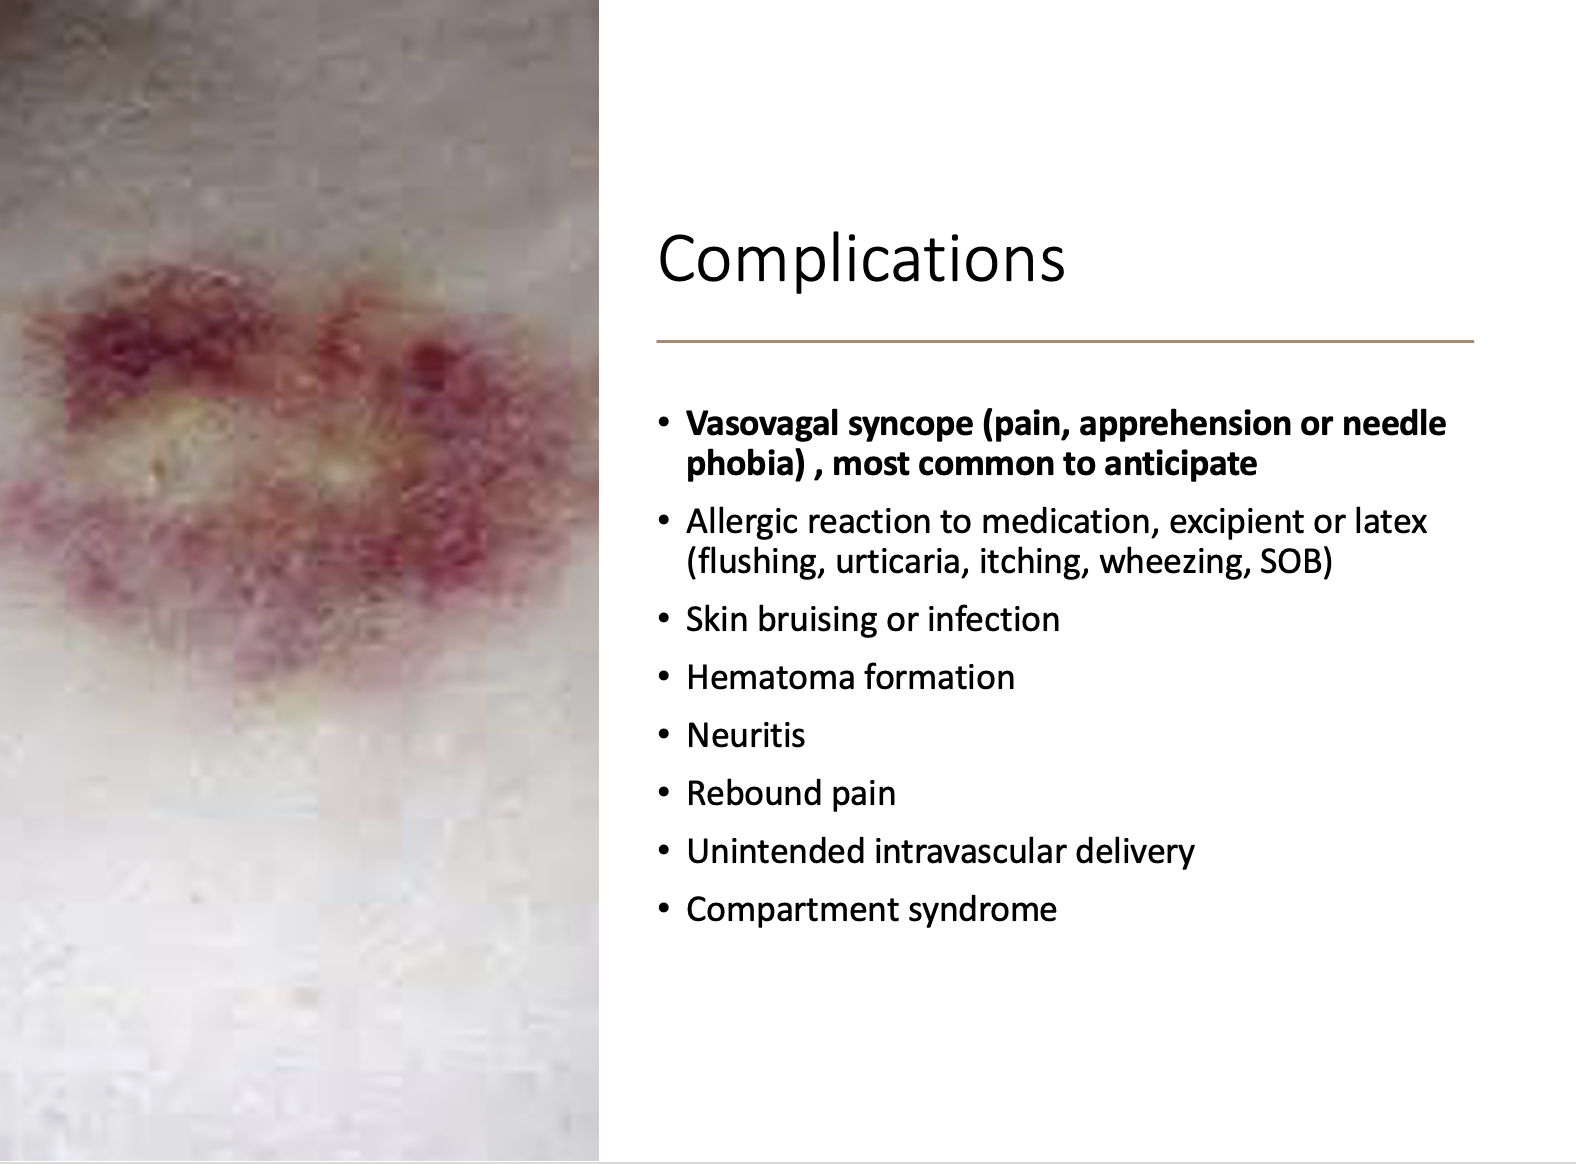 Complications
• Vasovagal syncope (pain, apprehension or needle
phobia) , most common to anticipate
• Allergic reaction to medication, excipient or latex
(flushing, urticaria, itching, wheezing, SOB)
• Skin bruising or infection
• Hematoma formation
• Neuritis
• Rebound pain
• Unintended intravascular delivery
• Compartment syndrome